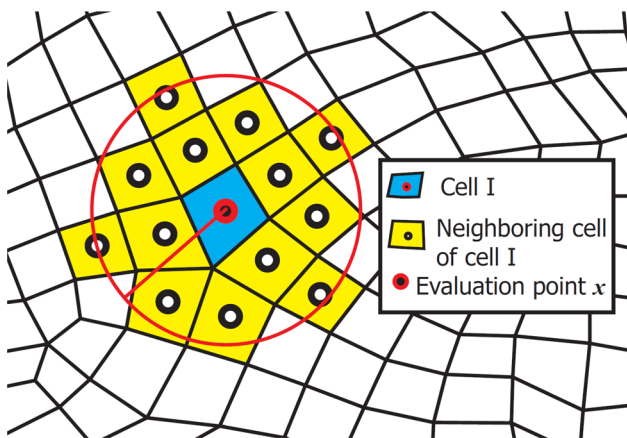 Cell I
Neighboring cell
of cell I
Evaluation point x